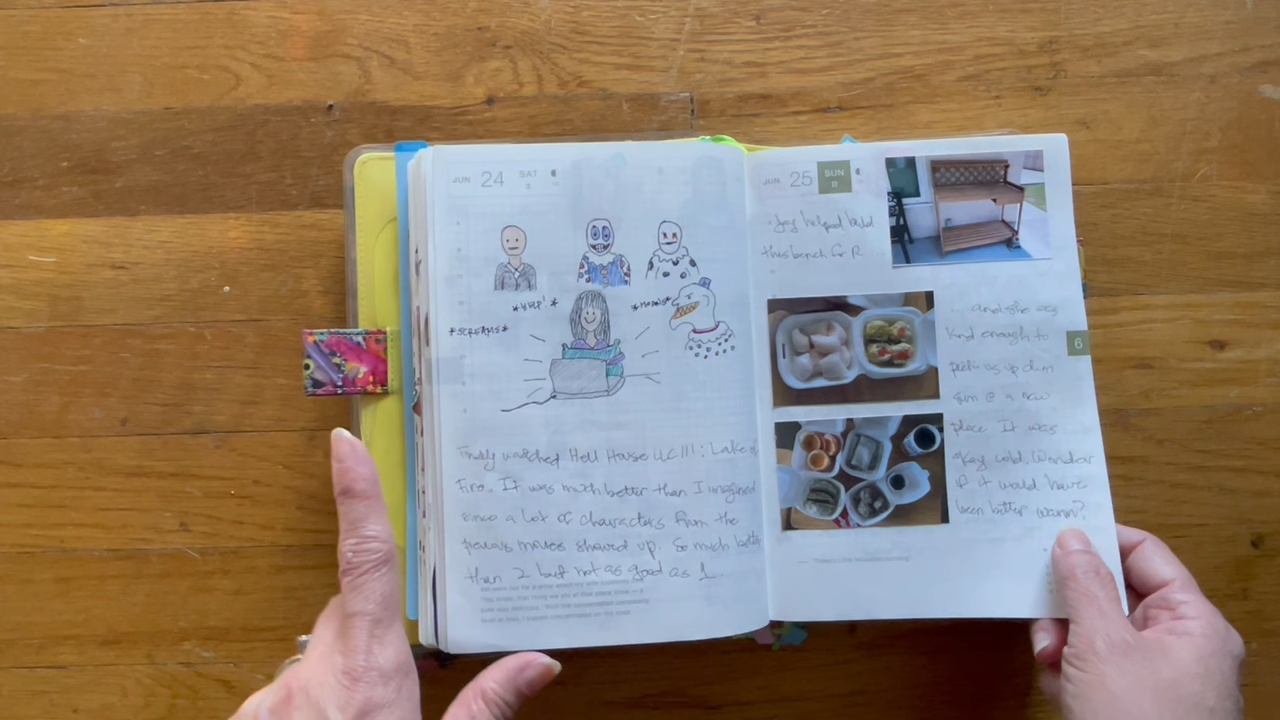 JUN 24 SAT
*YELP!*
*SCREAMS*
Finally watched Hell House LLC III: Lake of
Fire. It was much better than I imagined
since a lot of characters from the
previous movies showed up. So much better
than 2 but not as good as 1.
JUN 25 SUN
Joy helped build
this bench for R
... and she was
kind enough to
pick us up dim
sum @ a new
place. It was
okay cold. Wonder
if it would have
been better warm?
6